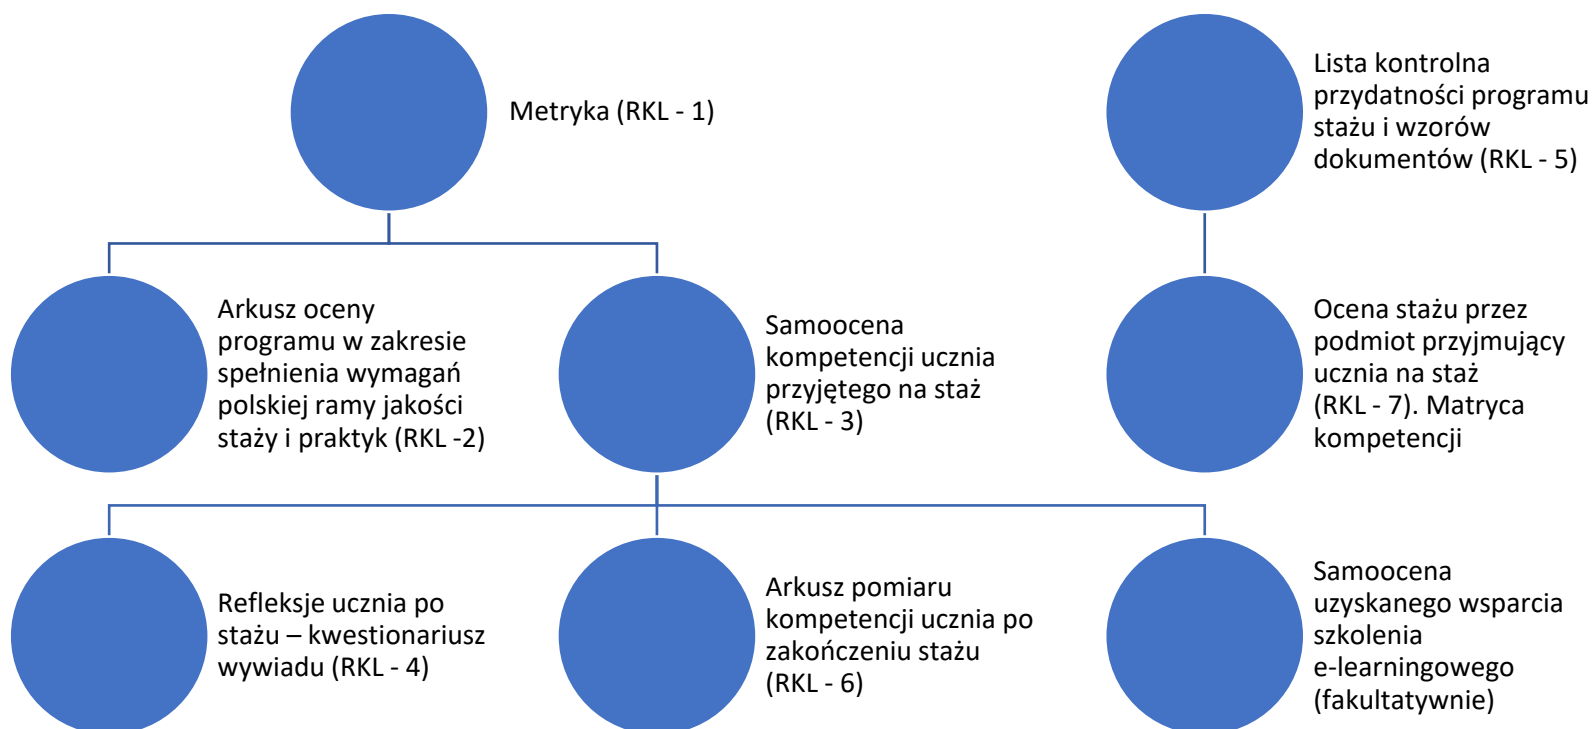 Metryka (RKL - 1)
Lista kontrolna
przydatności programu
stażu i wzorów
dokumentów (RKL - 5)
Arkusz oceny
programu w zakresie
spełnienia wymagań
polskiej ramy jakości
staży i praktyk (RKL -2)
Samoocena
kompetencji ucznia
przyjętego na staż
(RKL - 3)
Ocena stażu przez
podmiot przyjmujący
ucznia na staż
(RKL - 7). Matryca
kompetencji
Refleksje ucznia po
stażu – kwestionariusz
wywiadu (RKL - 4)
Arkusz pomiaru
kompetencji ucznia po
zakończeniu stażu
(RKL - 6)
Samoocena
uzyskanego wsparcia
szkolenia
e-learningowego
(fakultatywnie)